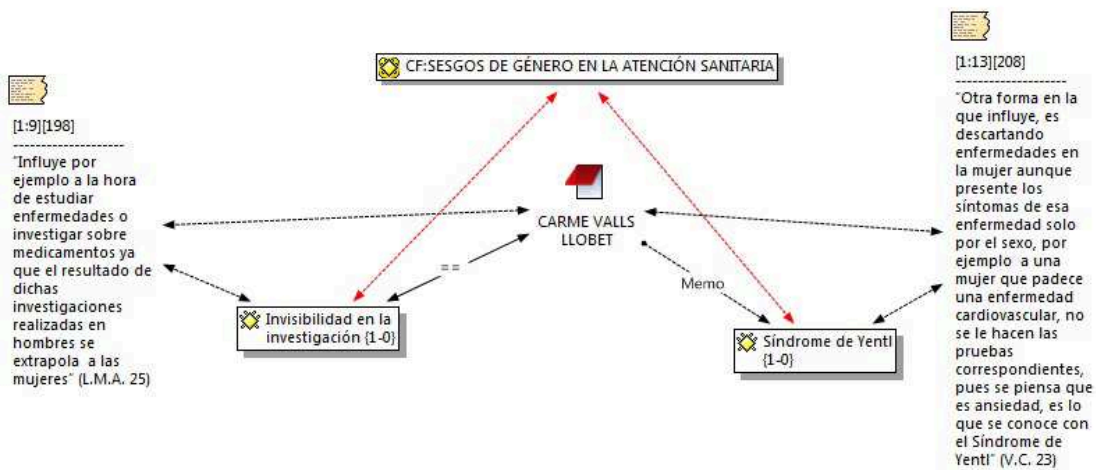 CF:SESGOS DE GÉNERO EN LA ATENCIÓN SANITARIA
[1:9][198]
--------------------
"Influye por
ejemplo a la hora
de estudiar
enfermedades o
investigar sobre
medicamentos ya
que el resultado de
dichas
investigaciones
realizadas en
hombres se
extrapola a las
mujeres" (L.M.A. 25)
CARME VALLS
LLOBET
==
Memo
Invisibilidad en la
investigación {1-0}
Síndrome de Yentl
{1-0}
[1:13][208]
--------------------
"Otra forma en la
que influye, es
descartando
enfermedades en
la mujer aunque
presente los
síntomas de esa
enfermedad solo
por el sexo, por
ejemplo a una
mujer que padece
una enfermedad
cardiovascular, no
se le hacen las
pruebas
correspondientes,
pues se piensa que
es ansiedad, es lo
que se conoce con
el Síndrome de
Yentl" (V.C. 23)